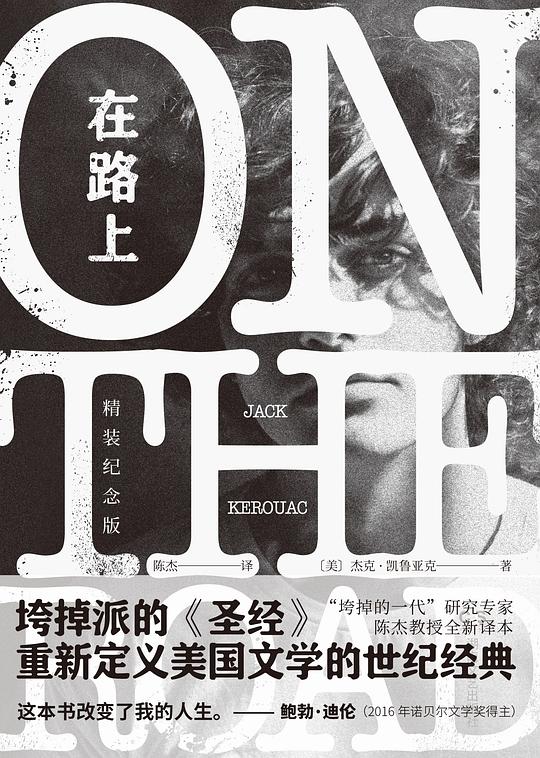 ON
在路上
THE
精装纪念版
JACK
KEROUAC
陈杰————译
〔美〕杰克·凯鲁亚克————著
ROAD
垮掉派的《圣经》
“垮掉的一代”研究专家
陈杰教授全新译本
重新定义美国文学的世纪经典
这本书改变了我的人生。——鲍勃·迪伦（2016 年诺贝尔文学奖得主）